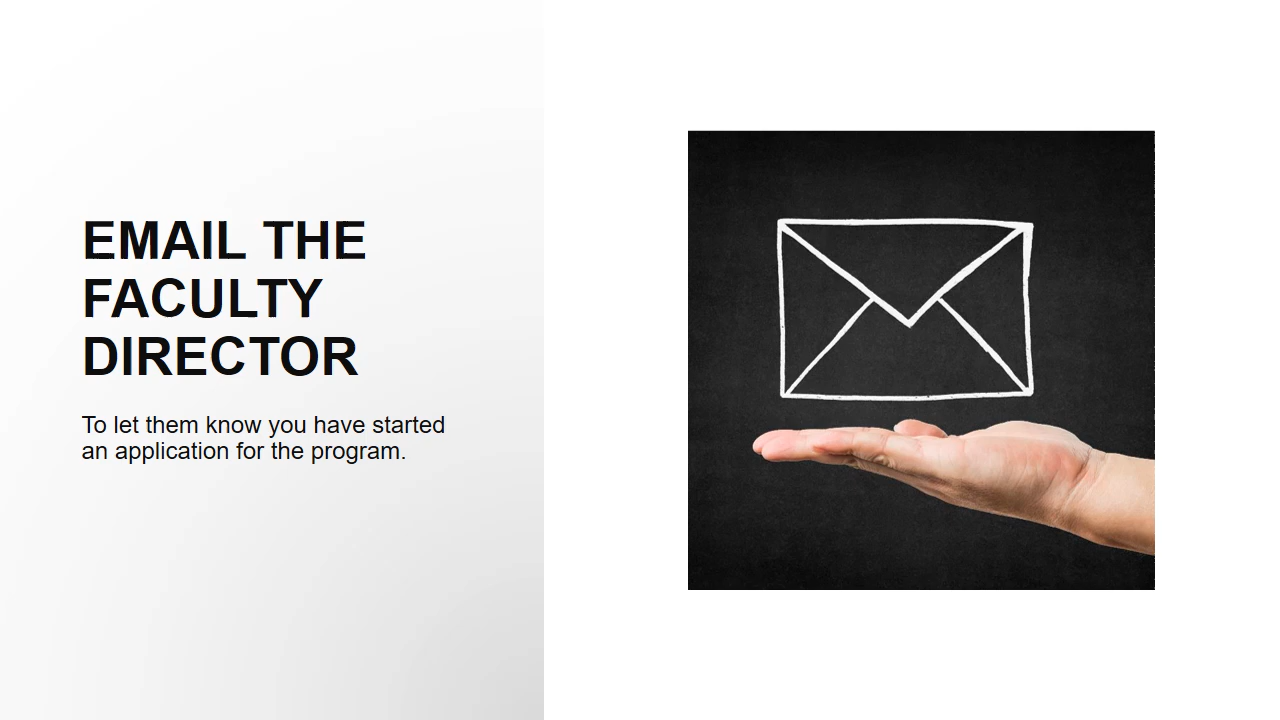 EMAIL THE
FACULTY
DIRECTOR
To let them know you have started
an application for the program.